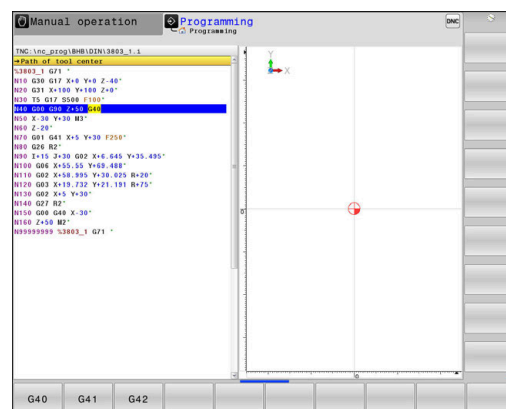 Manual operation
Programming
DNC
Programming
TNC:\nc_prog\BHB\DIN\3803_1.i
→Path of tool center
%3803_1 G71 *
N10 G30 G17 X+0 Y+0 Z-40*
N20 G31 X+100 Y+100 Z+0*
N30 T5 G17 S500 F100*
N40 G00 G90 Z+50 G40
N50 X-30 Y+30 M3*
N60 Z-20*
N70 G01 G41 X+5 Y+30 F250*
N80 G26 R2*
N90 I+15 J+30 G02 X+6.645 Y+35.495*
N100 G06 X+55.55 Y+69.488*
N110 G02 X+58.995 Y+30.025 R+20*
N120 G03 X+19.732 Y+21.191 R+75*
N130 G02 X+5 Y+30*
N140 G27 R2*
N150 G00 G40 X-30*
N160 Z+50 M2*
N99999999 %3803_1 G71 *
Y
X
0
0
G40 G41 G42